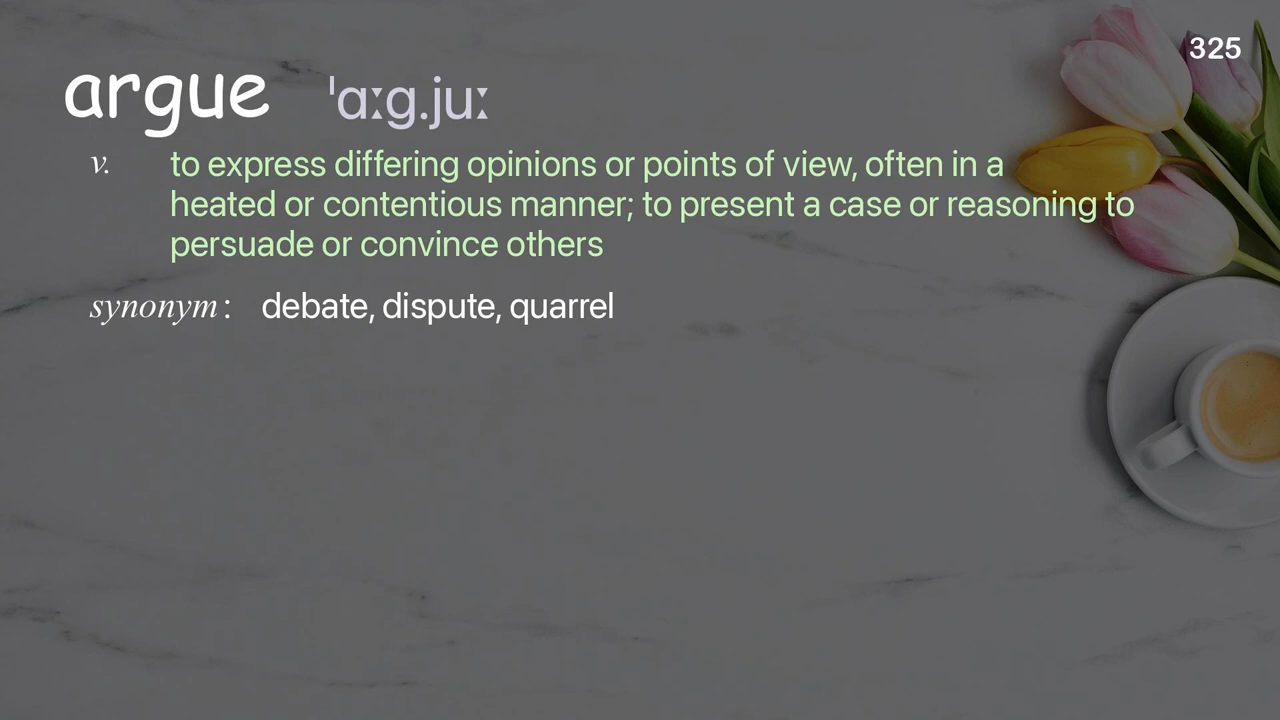 325
argue ˈɑːɡ.juː
v. to express differing opinions or points of view, often in a
heated or contentious manner; to present a case or reasoning to
persuade or convince others
synonym: debate, dispute, quarrel